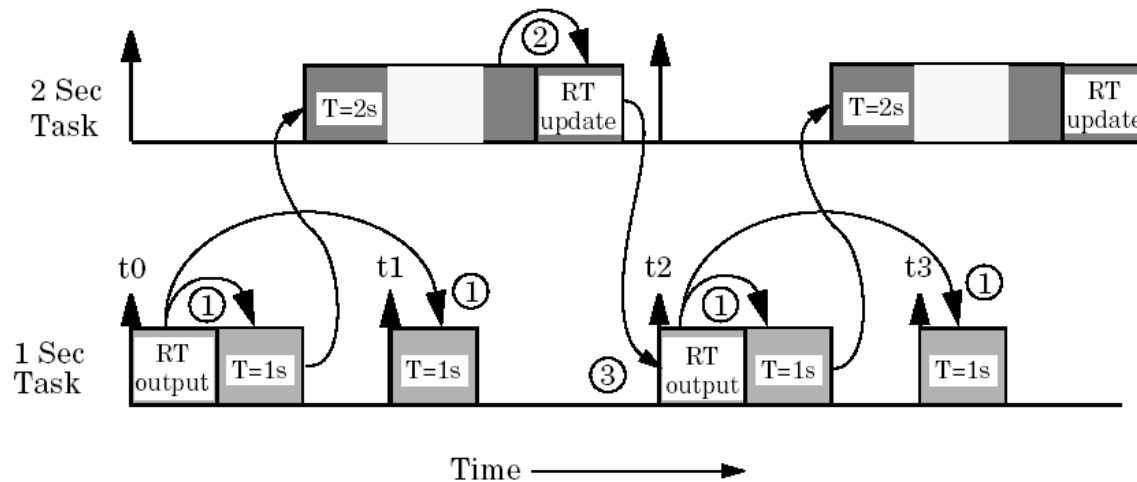 2 Sec
Task
T=2s
②
RT
update
T=2s
RT
update
t0
t1
t2
t3
①
①
①
①
③
1 Sec
Task
RT
output
T=1s
T=1s
RT
output
T=1s
T=1s
Time